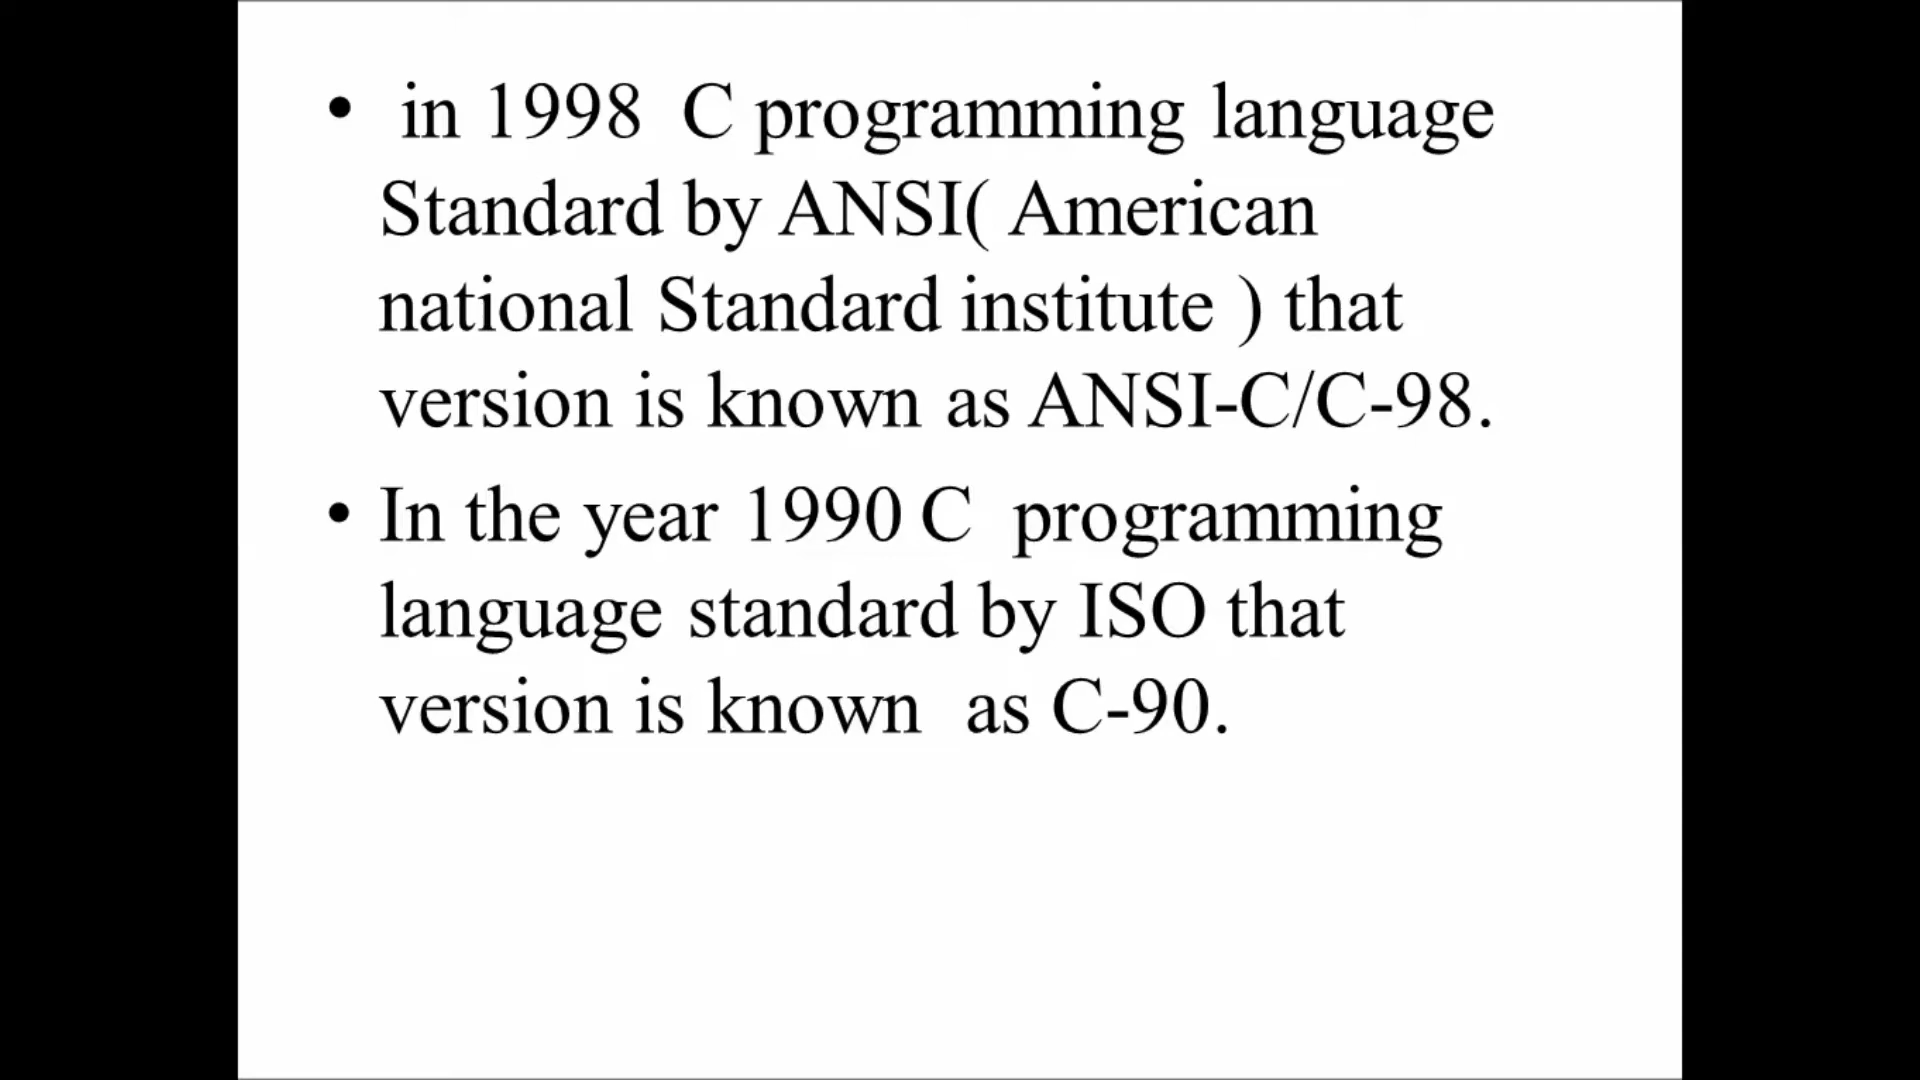 • in 1998 C programming language
Standard by ANSI( American
national Standard institute ) that
version is known as ANSI-C/C-98.
• In the year 1990 C programming
language standard by ISO that
version is known as C-90.